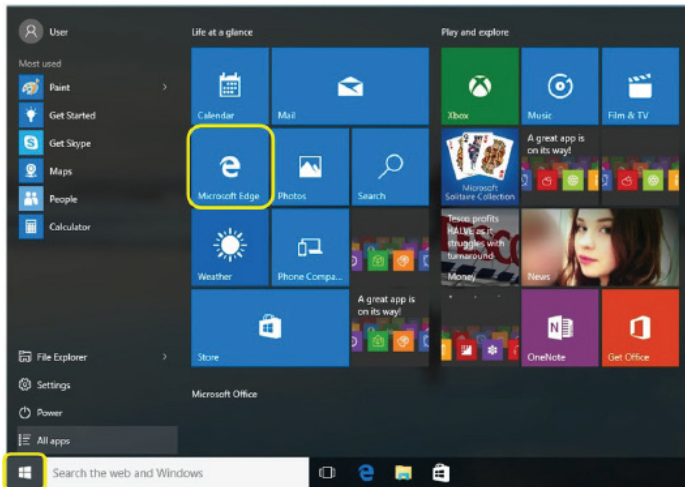 User
Most used
Paint
Get Started
Get Skype
Maps
People
Calculator
File Explorer
Settings
Power
All apps
Search the web and Windows
Life at a glance
Calendar
Mail
Microsoft Edge
Photos
Search
Weather
Phone Compa...
Store
A great app is
on its way!
Microsoft Office
Play and explore
Xbox
Music
Film & TV
Microsoft
Solitaire Collection
A great app is
on its way!
Tesco profits
HALVE as it
struggles with
turnaround
Money
News
OneNote
Get Office